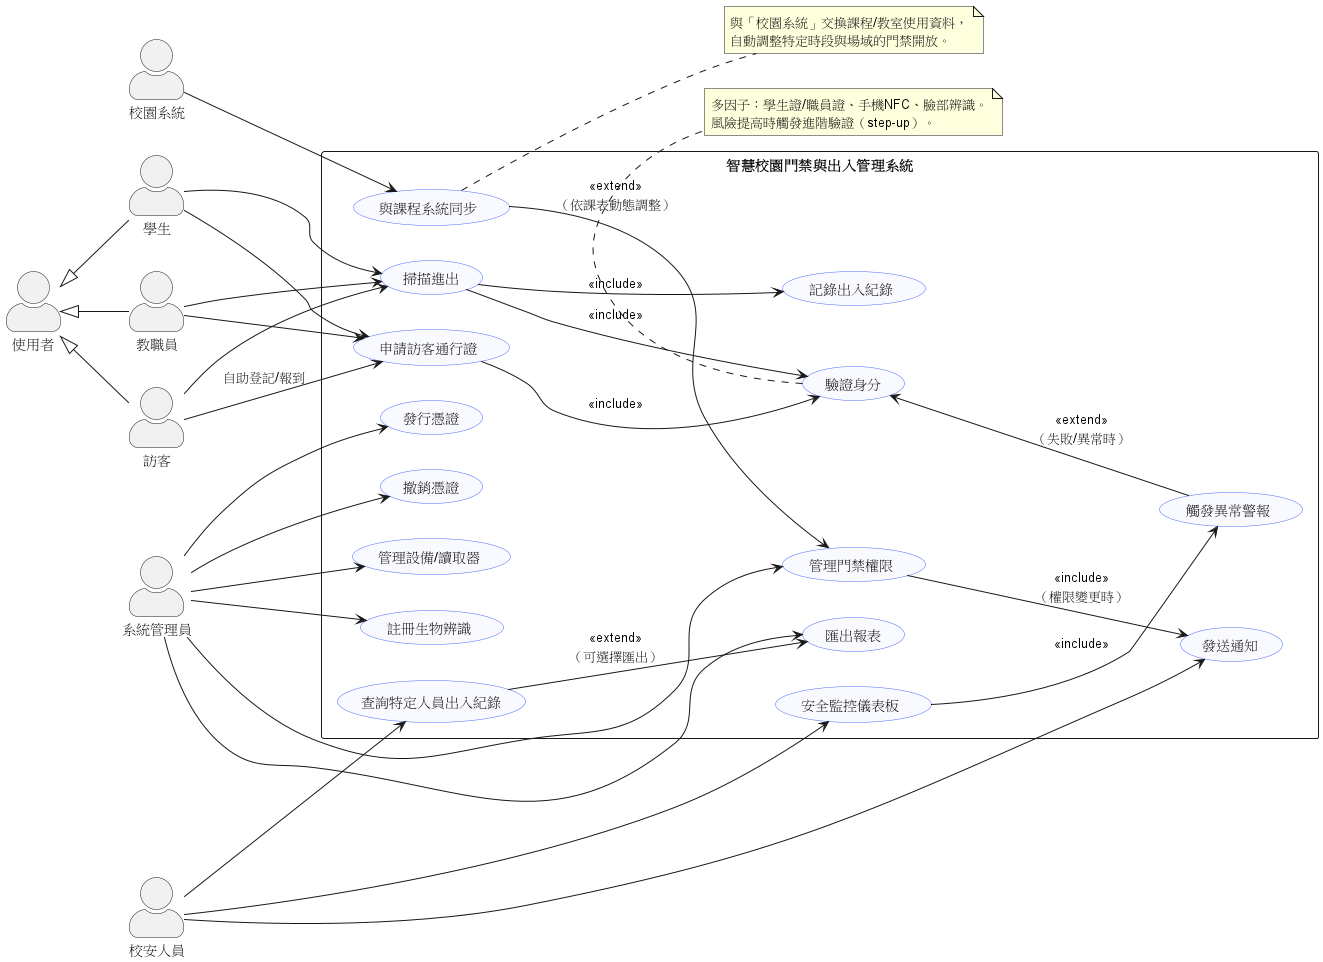 與「校園系統」交換課程/教室使用資料，
自動調整特定時段與場域的門禁開放。
多因子：學生證/職員證、手機NFC、臉部辨識。
風險提高時觸發進階驗證（step-up）。
校園系統
智慧校園門禁與出入管理系統
«extend»
（依課表動態調整）
與課程系統同步
學生
掃描進出
«include»
記錄出入紀錄
«include»
使用者
教職員
申請訪客通行證
自助登記/報到
驗證身分
«include»
發行憑證
«extend»
（失敗/異常時）
訪客
撤銷憑證
觸發異常警報
管理設備/讀取器
管理門禁權限
«include»
（權限變更時）
系統管理員
註冊生物辨識
«extend»
（可選擇匯出）
匯出報表
«include»
發送通知
查詢特定人員出入紀錄
安全監控儀表板
校安人員